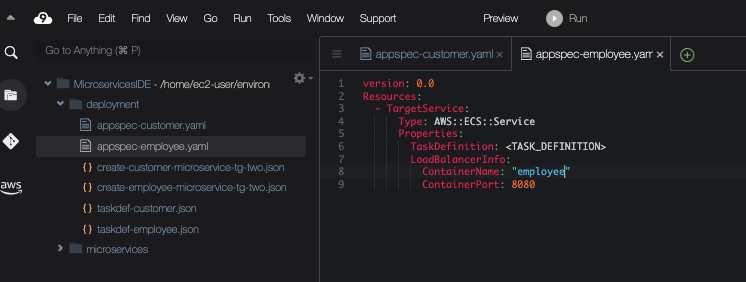 9 File Edit Find View Go Run Tools Window Support Preview Run
Go to Anything (⌘ P)
appspec-customer.yaml × appspec-employee.yam ×
MicroservicesIDE - /home/ec2-user/environ
deployment
appspec-customer.yaml
appspec-employee.yaml
{ } create-customer-microservice-tg-two.json
{ } create-employee-microservice-tg-two.json
{ } taskdef-customer.json
{ } taskdef-employee.json
microservices
aws
1 version: 0.0
2 Resources:
3   - TargetService:
4       Type: AWS::ECS::Service
5       Properties:
6         TaskDefinition: <TASK_DEFINITION>
7         LoadBalancerInfo:
8           ContainerName: "employee"
9           ContainerPort: 8080